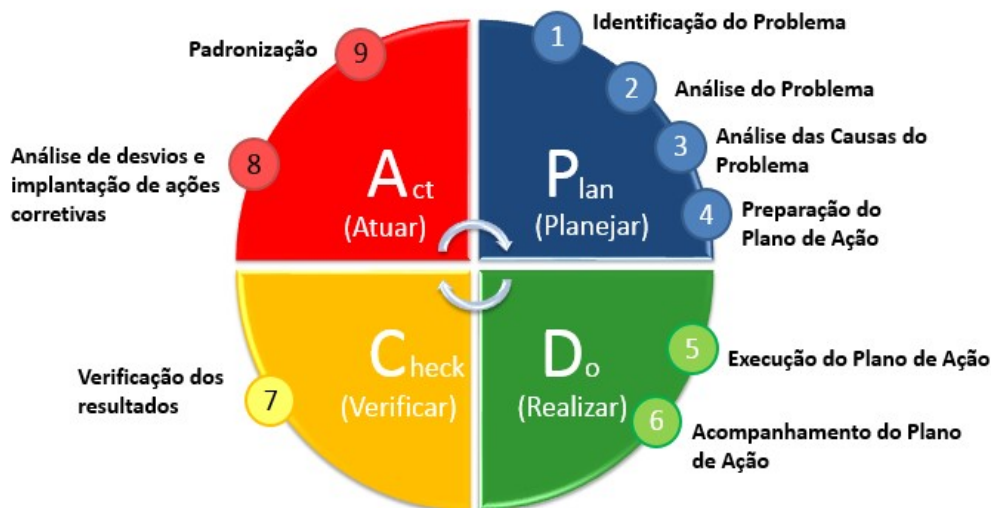 1
Identificação do Problema
2
Análise do Problema
3
Análise das Causas do
Problema
4
Preparação do
Plano de Ação
Plan
(Planejar)
5
Execução do Plano de Ação
6
Acompanhamento do Plano
de Ação
Do
(Realizar)
7
Verificação dos
resultados
Check
(Verificar)
8
Análise de desvios e
implantação de ações
corretivas
9
Padronização
Act
(Atuar)